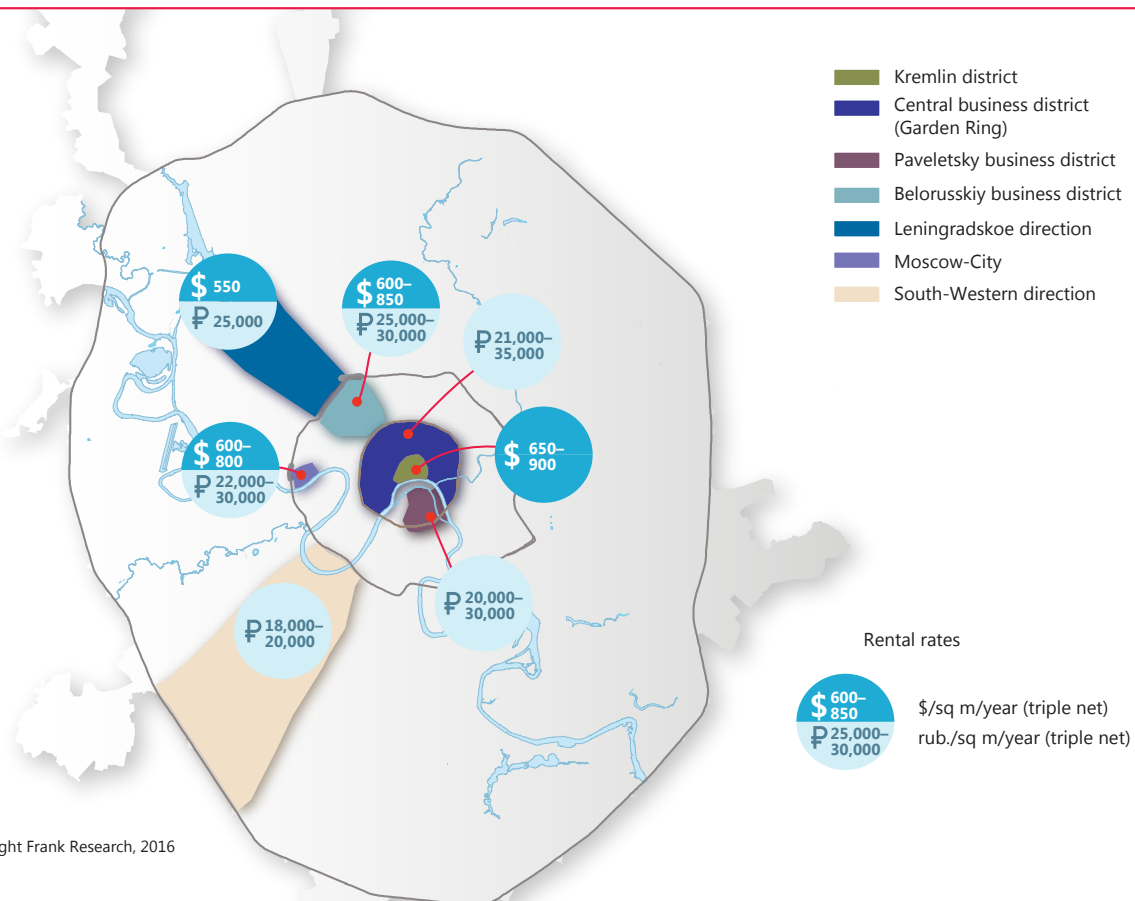 Kremlin district
Central business district
(Garden Ring)
Paveletsky business district
Belorusskiy business district
Leningradskoe direction
Moscow-City
South-Western direction
$ 550
₽ 25,000
$ 600–
850
₽ 25,000–
30,000
₽ 21,000–
35,000
$ 600–
800
₽ 22,000–
30,000
$ 650–
900
₽ 20,000–
30,000
₽ 18,000–
20,000
Rental rates
$ 600–
850
₽ 25,000–
30,000
$/sq m/year (triple net)
rub./sq m/year (triple net)
ght Frank Research, 2016